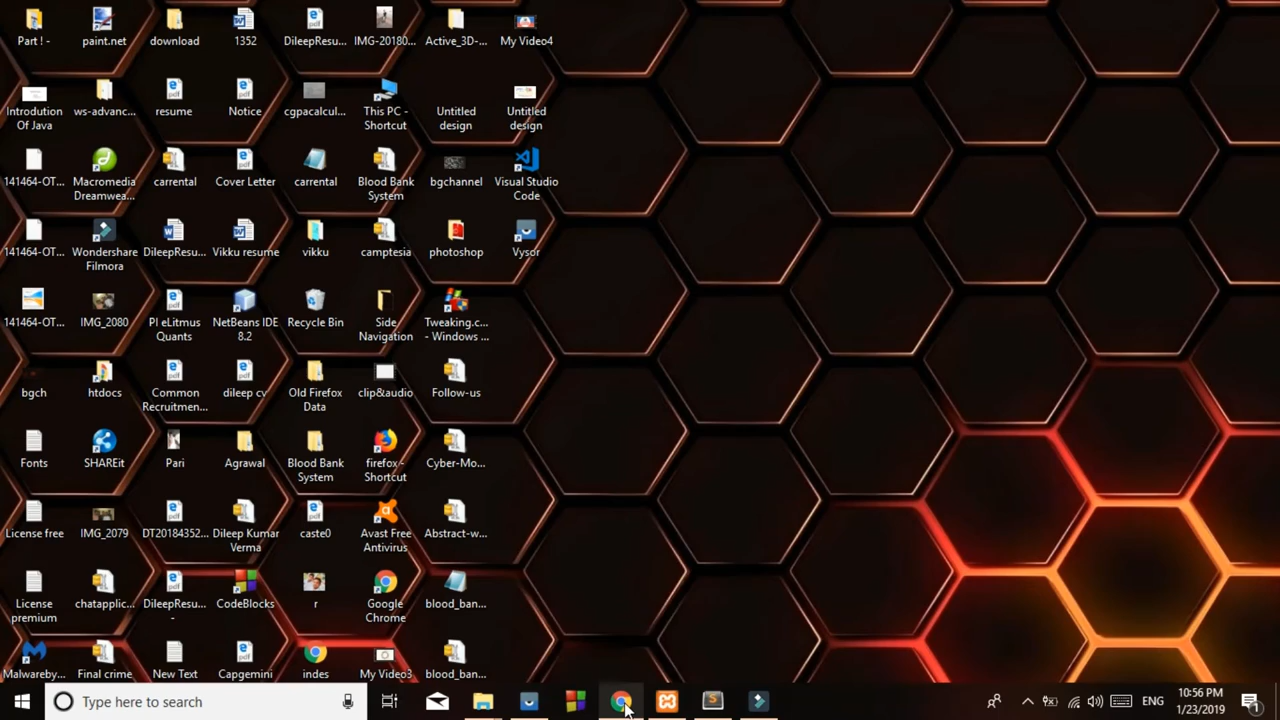 Part ! -
paint.net
download
1352
DileepResu...
IMG-20180...
Active_3D-...
My Video4
Introdution
Of Java
ws-advanc...
resume
Notice
cgpacalcul...
This PC -
Shortcut
Untitled
design
Untitled
design
141464-OT...
Macromedia
Dreamwea...
carrental
Cover Letter
carrental
Blood Bank
System
bgchannel
Visual Studio
Code
141464-OT...
Wondershare
Filmora
DileepResu...
Vikku resume
vikku
camptesia
photoshop
Vysor
141464-OT...
IMG_2080
PI eLitmus
Quants
NetBeans IDE
8.2
Recycle Bin
Side
Navigation
Tweaking.c...
- Windows ...
bgch
htdocs
Common
Recruitmen...
dileep cv
Old Firefox
Data
clip&audio
Follow-us
Fonts
SHAREit
Pari
Agrawal
Blood Bank
System
firefox -
Shortcut
Cyber-Mo...
License free
IMG_2079
DT20184352...
Dileep Kumar
Verma
caste0
Avast Free
Antivirus
Abstract-w...
License
premium
chatapplic...
DileepResu...
-
CodeBlocks
r
Google
Chrome
blood_ban...
Malwareby...
Final crime
New Text
Capgemini
indes
My Video3
blood_ban...
Type here to search
ENG
10:56 PM
1/23/2019
1